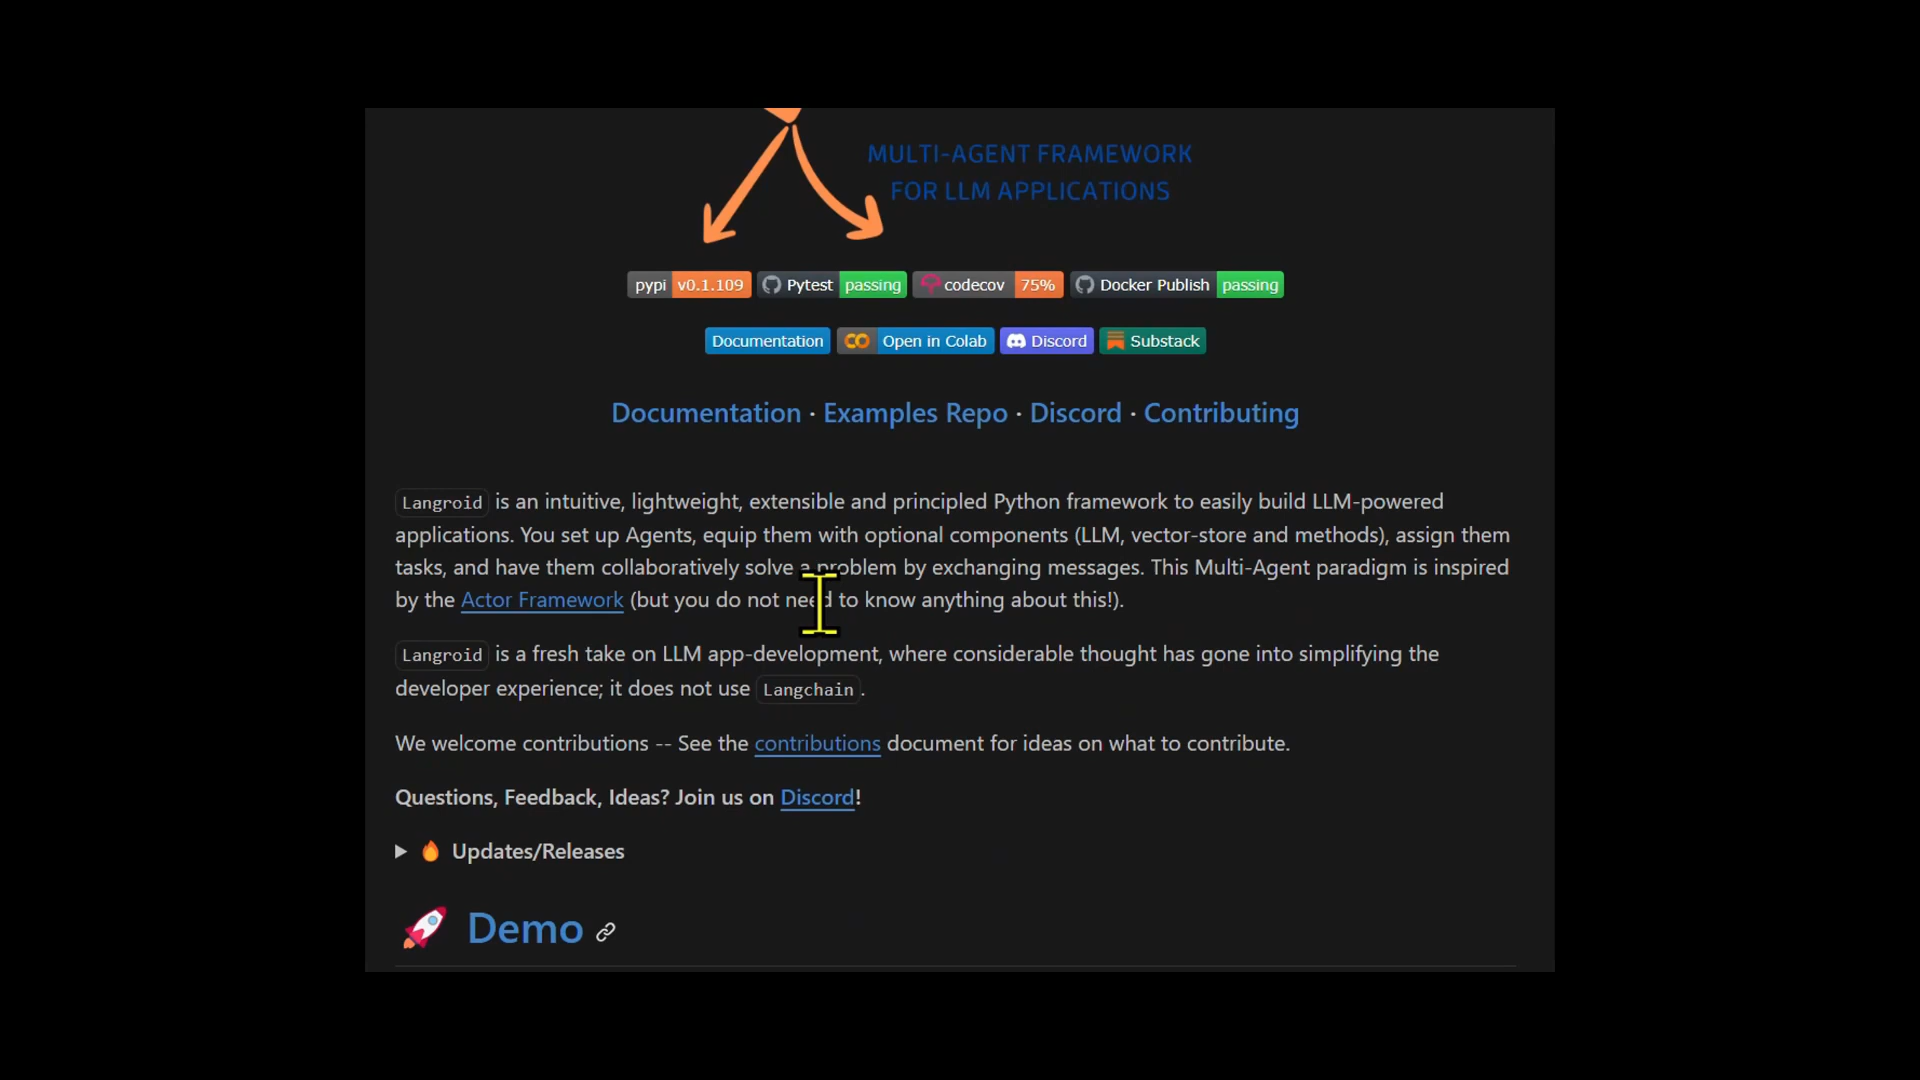 MULTI-AGENT FRAMEWORK
FOR LLM APPLICATIONS
pypi v0.1.109 Pytest passing codecov 75% Docker Publish passing
Documentation Open in Colab Discord Substack
Documentation · Examples Repo · Discord · Contributing
Langroid is an intuitive, lightweight, extensible and principled Python framework to easily build LLM-powered
applications. You set up Agents, equip them with optional components (LLM, vector-store and methods), assign them
tasks, and have them collaboratively solve a problem by exchanging messages. This Multi-Agent paradigm is inspired
by the Actor Framework (but you do not need to know anything about this!).
Langroid is a fresh take on LLM app-development, where considerable thought has gone into simplifying the
developer experience; it does not use Langchain.
We welcome contributions -- See the contributions document for ideas on what to contribute.
Questions, Feedback, Ideas? Join us on Discord!
Updates/Releases
Demo